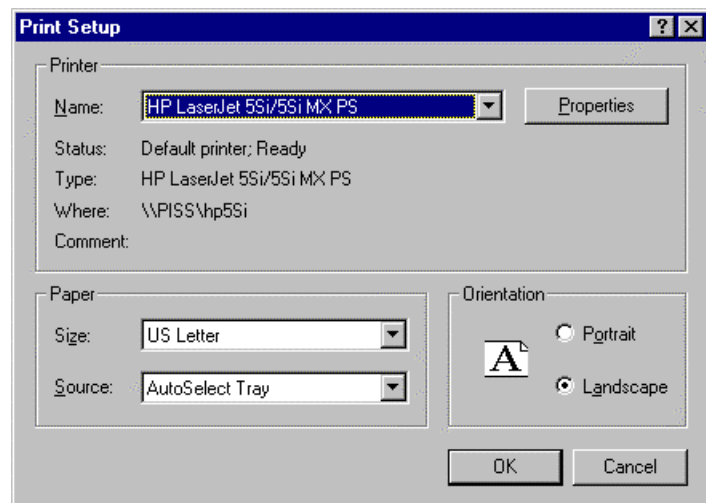 Print Setup
Printer
Name: HP LaserJet 5Si/5Si MX PS Properties
Status: Default printer; Ready
Type: HP LaserJet 5Si/5Si MX PS
Where: \\PISS\hp5Si
Comment:
Paper
Size: US Letter
Source: AutoSelect Tray
Orientation
A
Portrait
Landscape
OK Cancel